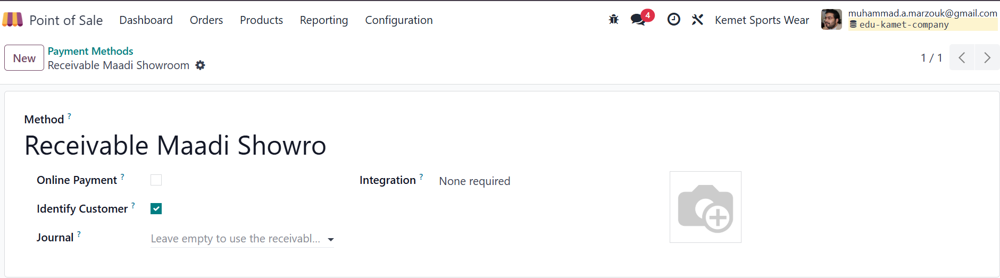 Point of Sale Dashboard Orders Products Reporting Configuration 4 Kemet Sports Wear muhammad.a.marzouk@gmail.com
edu-kamet-company
New Payment Methods
Receivable Maadi Showroom
1 / 1
Method ?
Receivable Maadi Showro
Online Payment ? Integration ? None required
Identify Customer ?
Journal ? Leave empty to use the receivabl...